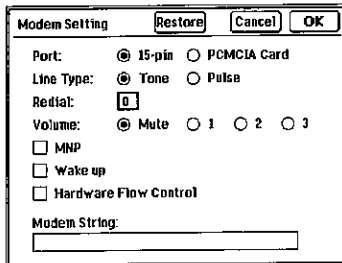 Modem Setting Restore Cancel OK
Port: 15-pin PCMCIA Card
Line Type: Tone Pulse
Redial: 0
Volume: Mute 1 2 3
MNP
Wake up
Hardware Flow Control
Modem String: